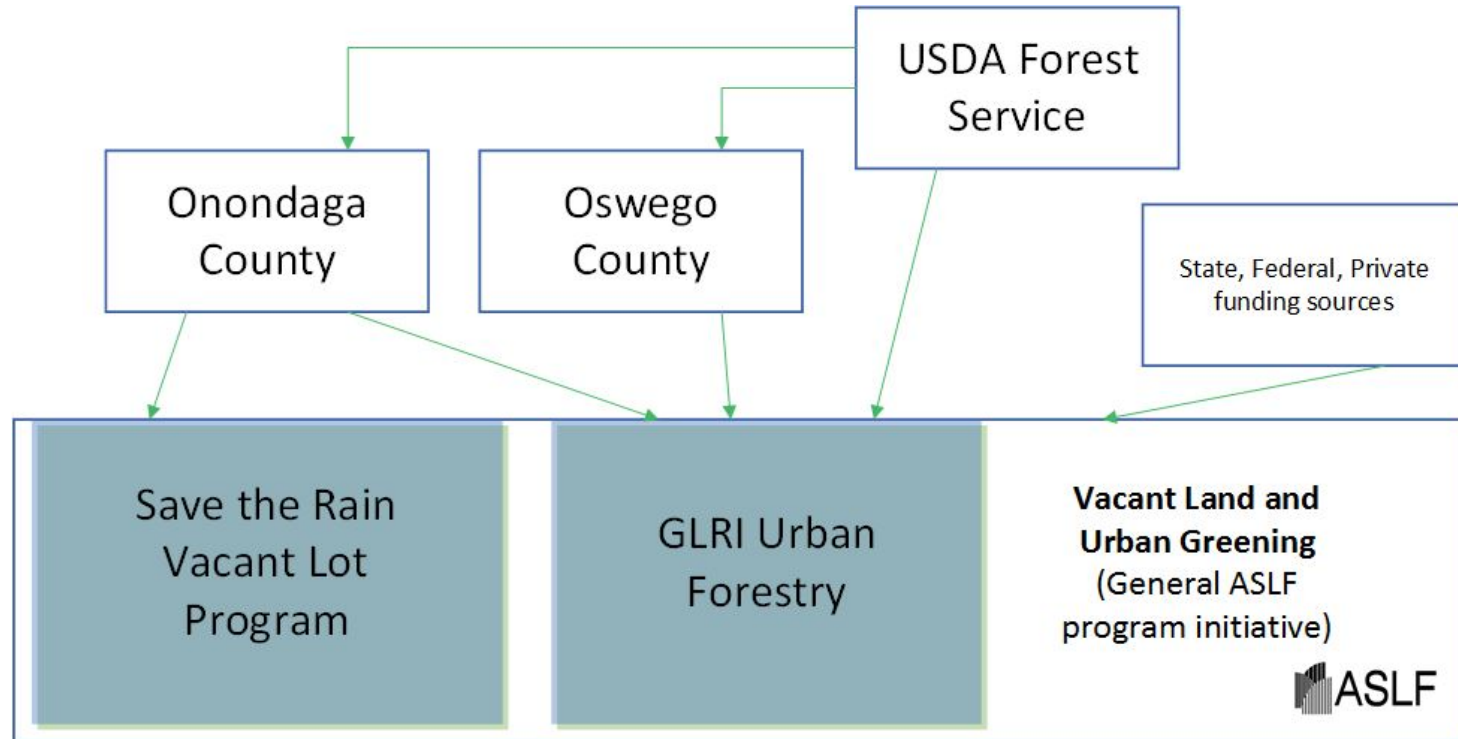 USDA Forest
Service
Onondaga
County
Oswego
County
State, Federal, Private
funding sources
Save the Rain
Vacant Lot
Program
GLRI Urban
Forestry
Vacant Land and
Urban Greening
(General ASLF
program initiative)
ASLF